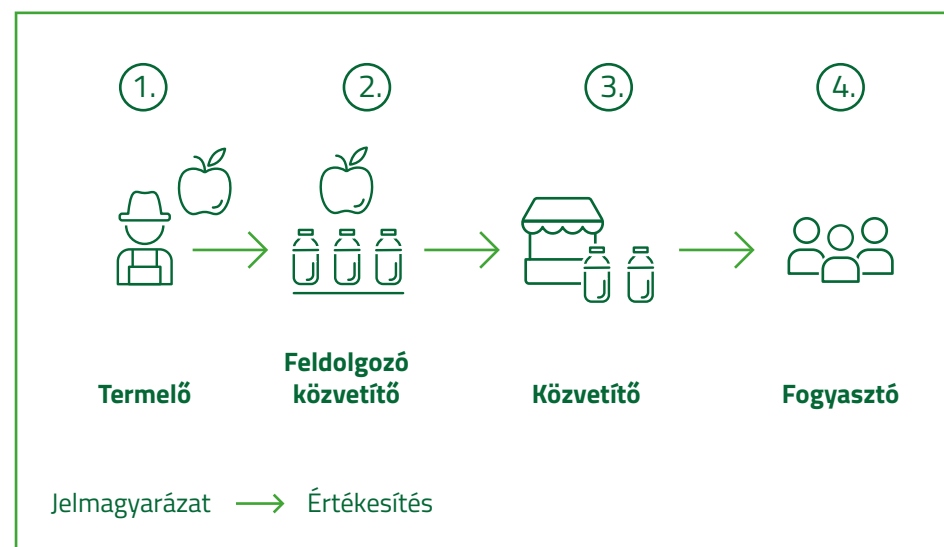 1.
2.
3.
4.
Termelő
Feldolgozó
közvetítő
Közvetítő
Fogyasztó
Jelmagyarázat
Értékesítés